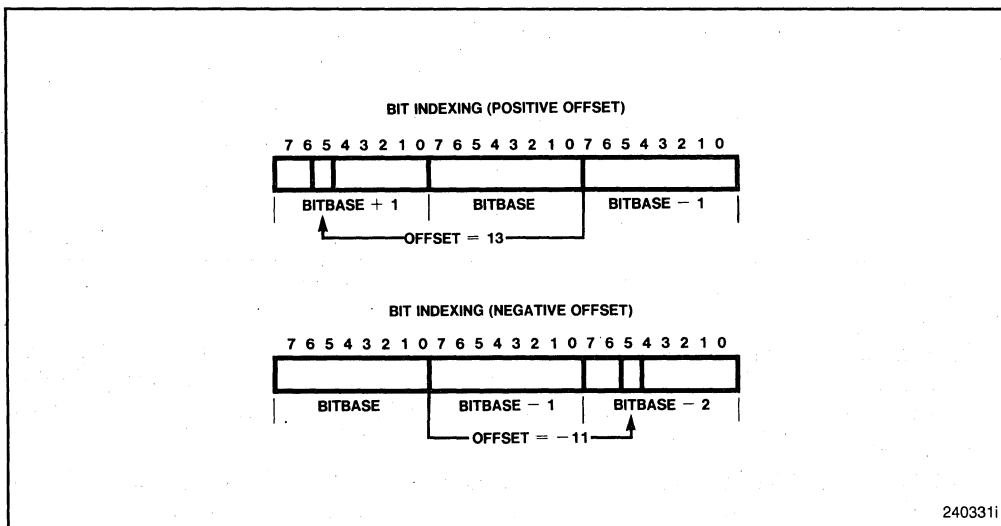 BIT INDEXING (POSITIVE OFFSET)
7 6 5 4 3 2 1 0 7 6 5 4 3 2 1 0 7 6 5 4 3 2 1 0
BITBASE + 1 BITBASE BITBASE − 1
OFFSET = 13
BIT INDEXING (NEGATIVE OFFSET)
7 6 5 4 3 2 1 0 7 6 5 4 3 2 1 0 7 6 5 4 3 2 1 0
BITBASE BITBASE − 1 BITBASE − 2
OFFSET = −11
240331i